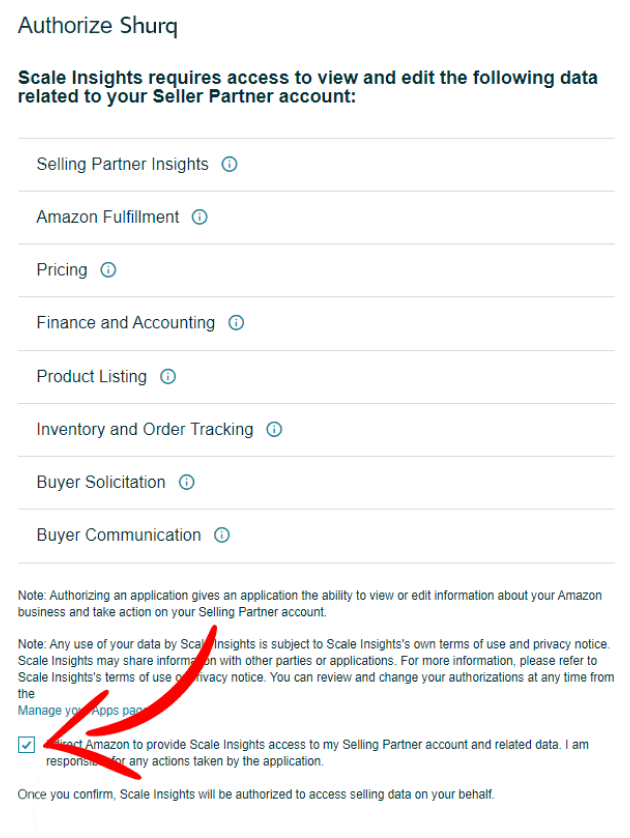 Authorize Shurq
Scale Insights requires access to view and edit the following data
related to your Seller Partner account:
Selling Partner Insights
Amazon Fulfillment
Pricing
Finance and Accounting
Product Listing
Inventory and Order Tracking
Buyer Solicitation
Buyer Communication
Note: Authorizing an application gives an application the ability to view or edit information about your Amazon
business and take action on your Selling Partner account.
Note: Any use of your data by Scale Insights is subject to Scale Insights's own terms of use and privacy notice.
Scale Insights may share information with other parties or applications. For more information, please refer to
Scale Insights's terms of use or privacy notice. You can review and change your authorizations at any time from
the
Manage your Apps page
I direct Amazon to provide Scale Insights access to my Selling Partner account and related data. I am
responsible for any actions taken by the application.
Once you confirm, Scale Insights will be authorized to access selling data on your behalf.